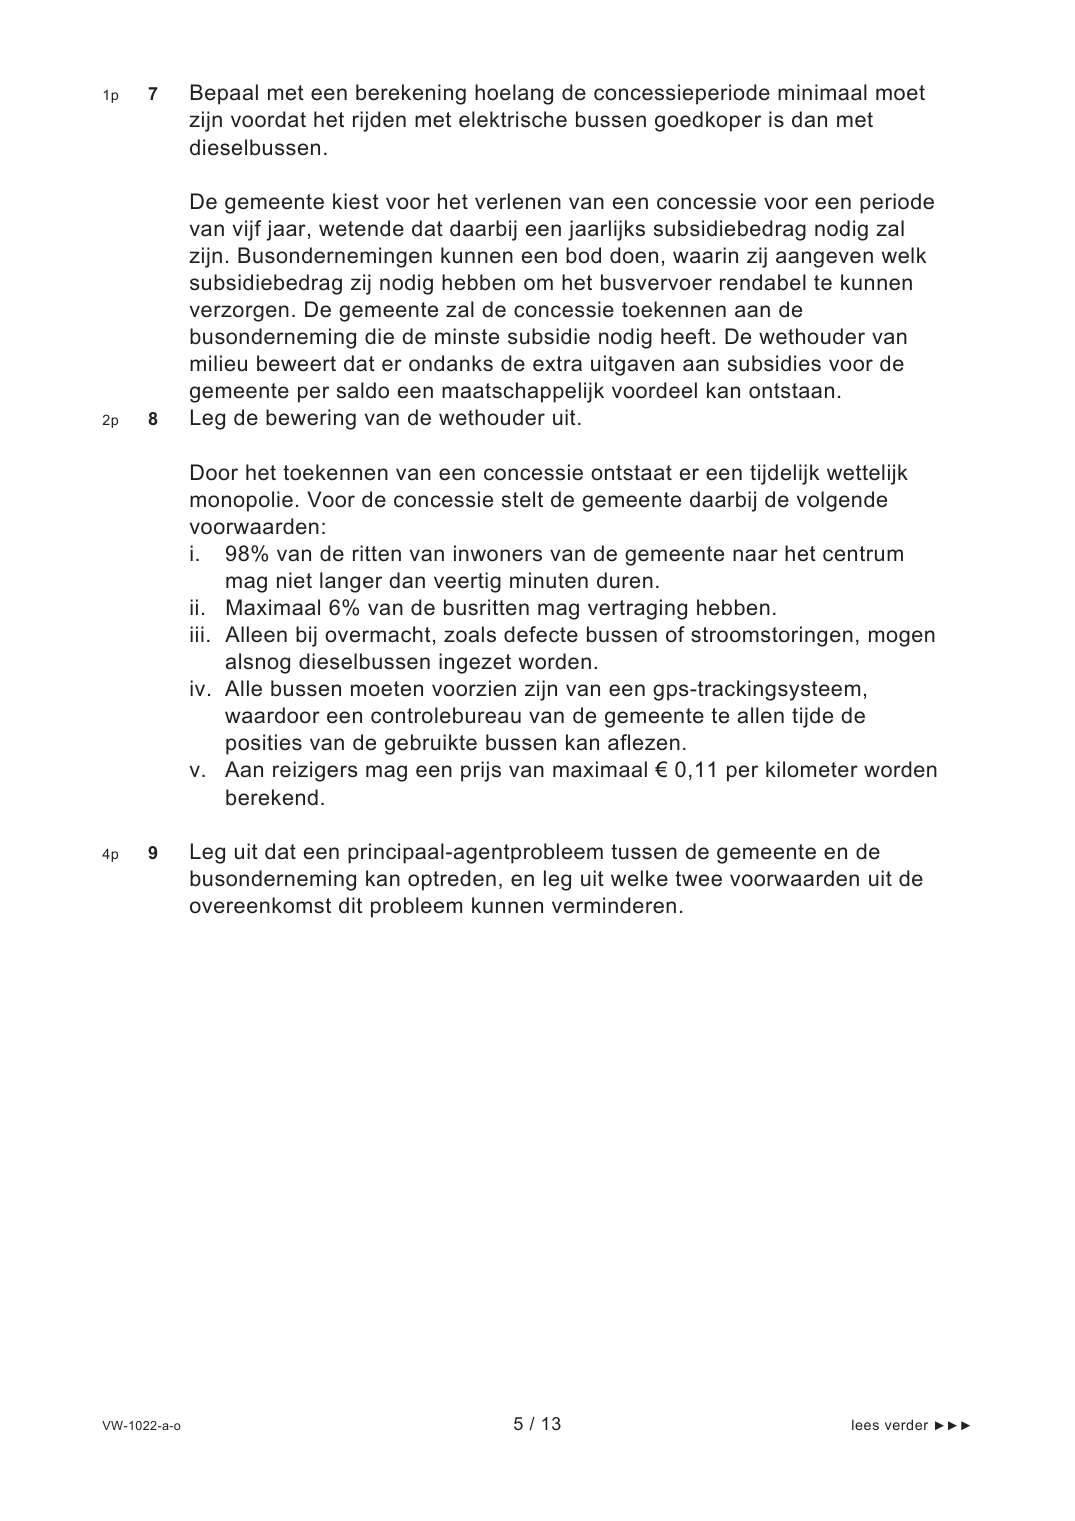 1p 7 Bepaal met een berekening hoelang de concessieperiode minimaal moet
zijn voordat het rijden met elektrische bussen goedkoper is dan met
dieselbussen.
De gemeente kiest voor het verlenen van een concessie voor een periode
van vijf jaar, wetende dat daarbij een jaarlijks subsidiebedrag nodig zal
zijn. Busondernemingen kunnen een bod doen, waarin zij aangeven welk
subsidiebedrag zij nodig hebben om het busvervoer rendabel te kunnen
verzorgen. De gemeente zal de concessie toekennen aan de
busonderneming die de minste subsidie nodig heeft. De wethouder van
milieu beweert dat er ondanks de extra uitgaven aan subsidies voor de
gemeente per saldo een maatschappelijk voordeel kan ontstaan.
2p 8 Leg de bewering van de wethouder uit.
Door het toekennen van een concessie ontstaat er een tijdelijk wettelijk
monopolie. Voor de concessie stelt de gemeente daarbij de volgende
voorwaarden:
i. 98% van de ritten van inwoners van de gemeente naar het centrum
mag niet langer dan veertig minuten duren.
ii. Maximaal 6% van de busritten mag vertraging hebben.
iii. Alleen bij overmacht, zoals defecte bussen of stroomstoringen, mogen
alsnog dieselbussen ingezet worden.
iv. Alle bussen moeten voorzien zijn van een gps-trackingsysteem,
waardoor een controlebureau van de gemeente te allen tijde de
posities van de gebruikte bussen kan aflezen.
v. Aan reizigers mag een prijs van maximaal € 0,11 per kilometer worden
berekend.
4p 9 Leg uit dat een principaal-agentprobleem tussen de gemeente en de
busonderneming kan optreden, en leg uit welke twee voorwaarden uit de
overeenkomst dit probleem kunnen verminderen.
VW-1022-a-o 5 / 13 lees verder ►►►